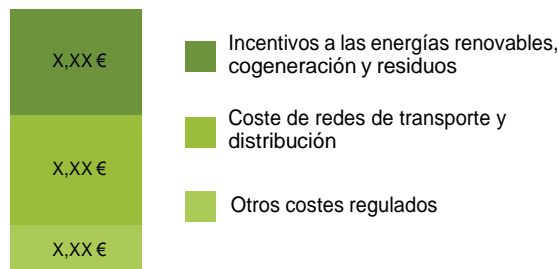 X,XX €
Incentivos a las energías renovables,
cogeneración y residuos
X,XX €
Coste de redes de transporte y
distribución
X,XX €
Otros costes regulados